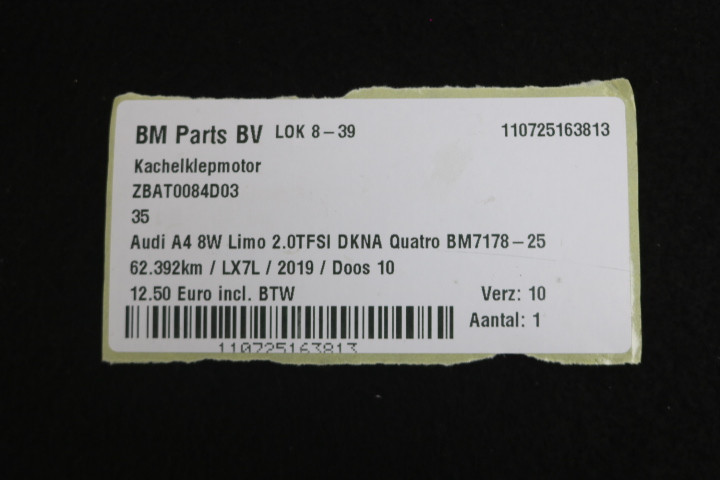 BM Parts BV LOK 8-39 110725163813
Kachelklepmotor
ZBAT0084D03
35
Audi A4 8W Limo 2.0TFSI DKNA Quatro BM7178-25
62.392km / LX7L / 2019 / Doos 10
12.50 Euro incl. BTW Verz: 10
Aantal: 1
110725163813